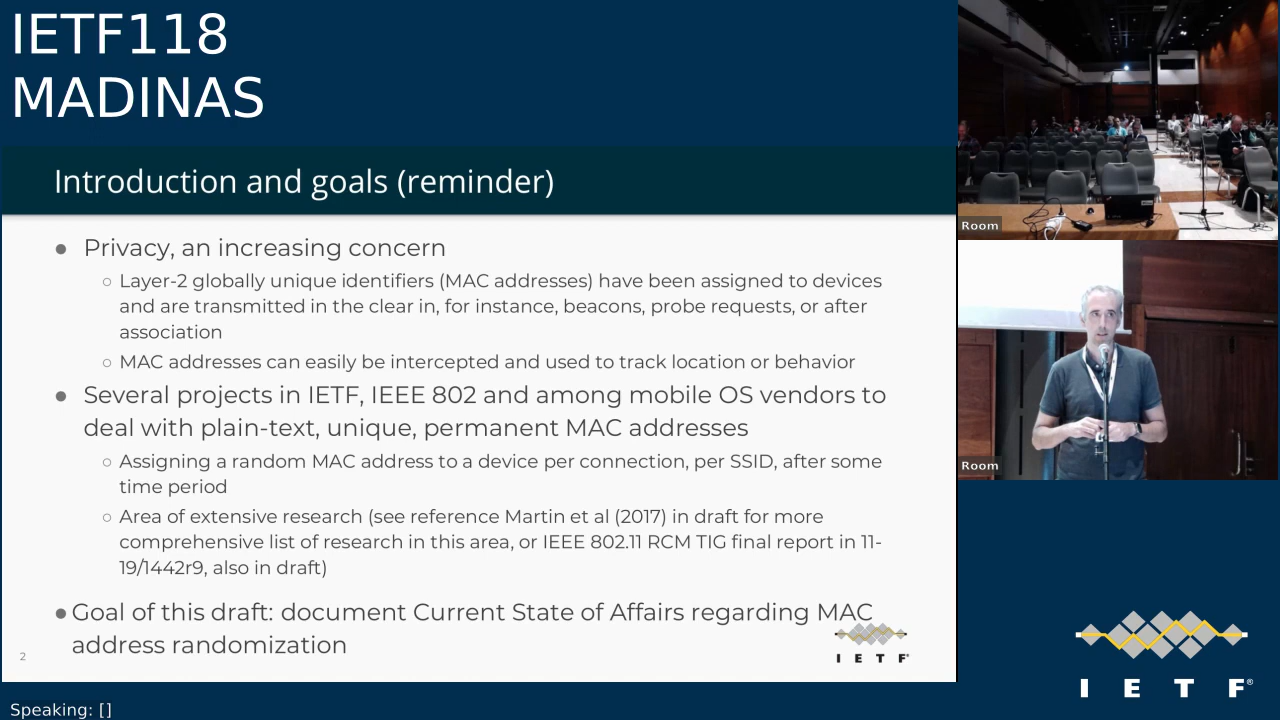 IETF118
MADINAS
Introduction and goals (reminder)
● Privacy, an increasing concern
○ Layer-2 globally unique identifiers (MAC addresses) have been assigned to devices
and are transmitted in the clear in, for instance, beacons, probe requests, or after
association
○ MAC addresses can easily be intercepted and used to track location or behavior
● Several projects in IETF, IEEE 802 and among mobile OS vendors to
deal with plain-text, unique, permanent MAC addresses
○ Assigning a random MAC address to a device per connection, per SSID, after some
time period
○ Area of extensive research (see reference Martin et al (2017) in draft for more
comprehensive list of research in this area, or IEEE 802.11 RCM TIG final report in 11-
19/1442r9, also in draft)
● Goal of this draft: document Current State of Affairs regarding MAC
address randomization
2
I E T F®
Speaking: []
Room
Room
I E T F®